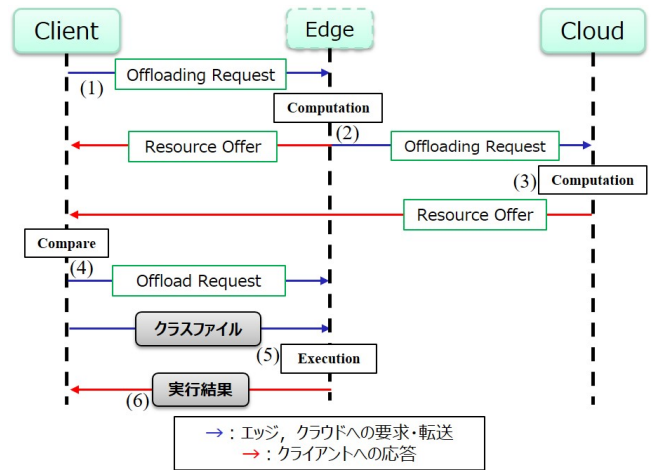 Client
Edge
Cloud
Offloading Request
(1)
Computation
(2)
Resource Offer
Offloading Request
(3)
Computation
Resource Offer
Compare
(4)
Offload Request
クラスファイル
(5)
Execution
(6)
実行結果
→：エッジ，クラウドへの要求・転送
→：クライアントへの応答